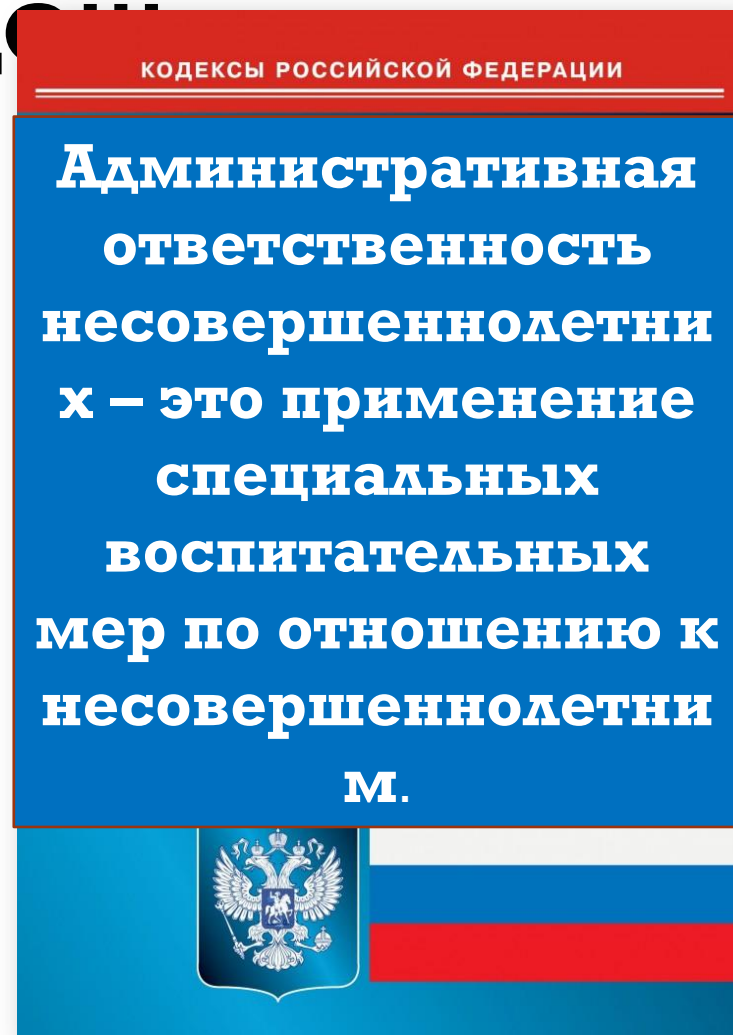 КОДЕКСЫ РОССИЙСКОЙ ФЕДЕРАЦИИ
Административная
ответственность
несовершеннолетни
х – это применение
специальных
воспитательных
мер по отношению к
несовершеннолетни
м.